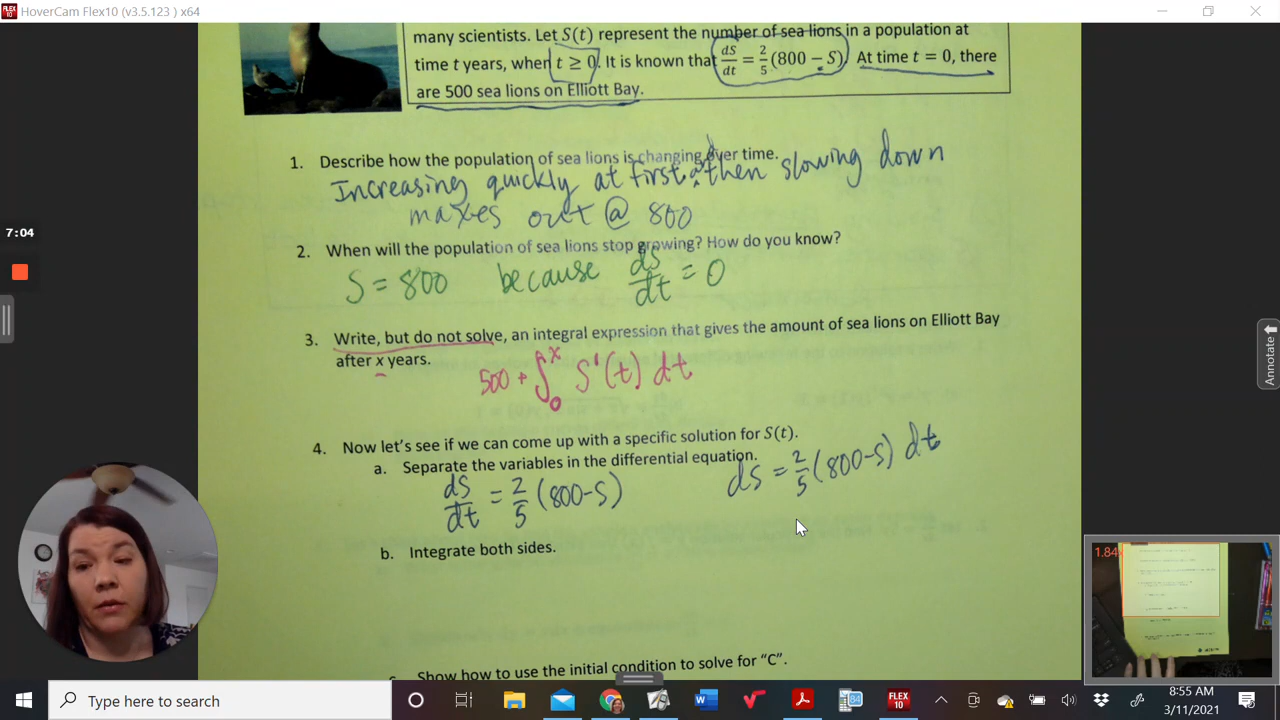 HoverCam Flex10 (v3.5.123 ) x64
many scientists. Let S(t) represent the number of sea lions in a population at
time t years, when t ≥ 0. It is known that dS/dt = 2/5 (800 − S). At time t = 0, there
are 500 sea lions on Elliott Bay.
1. Describe how the population of sea lions is changing over time.
Increasing quickly at first, then slowing down
maxes out @ 800
2. When will the population of sea lions stop growing? How do you know?
S = 800 because ds/dt = 0
3. Write, but do not solve, an integral expression that gives the amount of sea lions on Elliott Bay
after x years.
500 + ∫₀ˣ S'(t) dt
4. Now let's see if we can come up with a specific solution for S(t).
a. Separate the variables in the differential equation.
ds/dt = 2/5 (800-S)
ds = 2/5 (800-S) dt
b. Integrate both sides.
Show how to use the initial condition to solve for "C".
7:04
Annotate
1.84x
Type here to search
FLEX 10
8:55 AM
3/11/2021